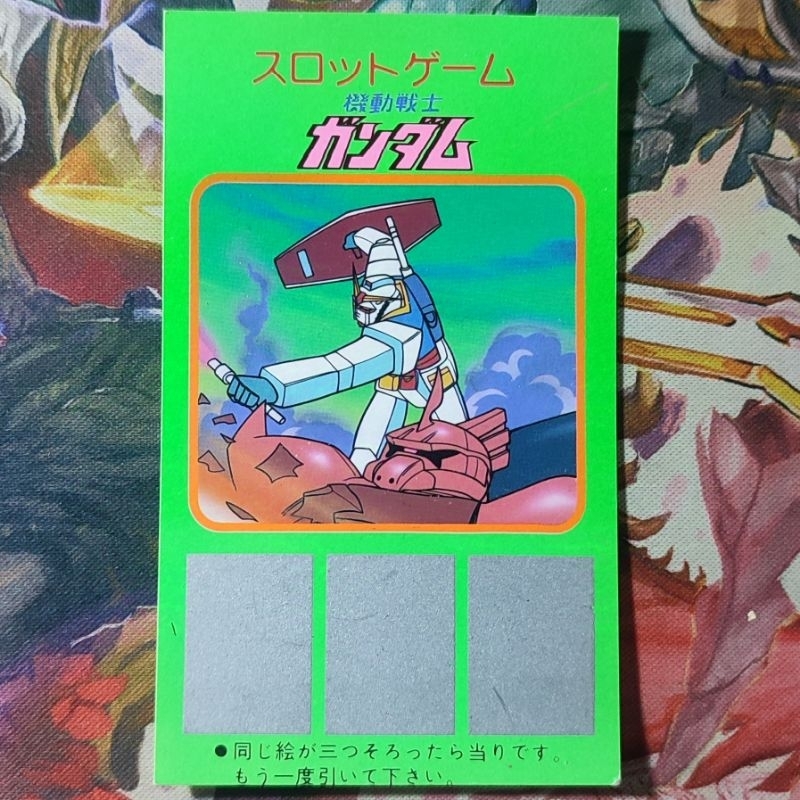 スロットゲーム
機動戦士
ガンダム
●同じ絵が三つそろったら当りです。
もう一度引いて下さい。